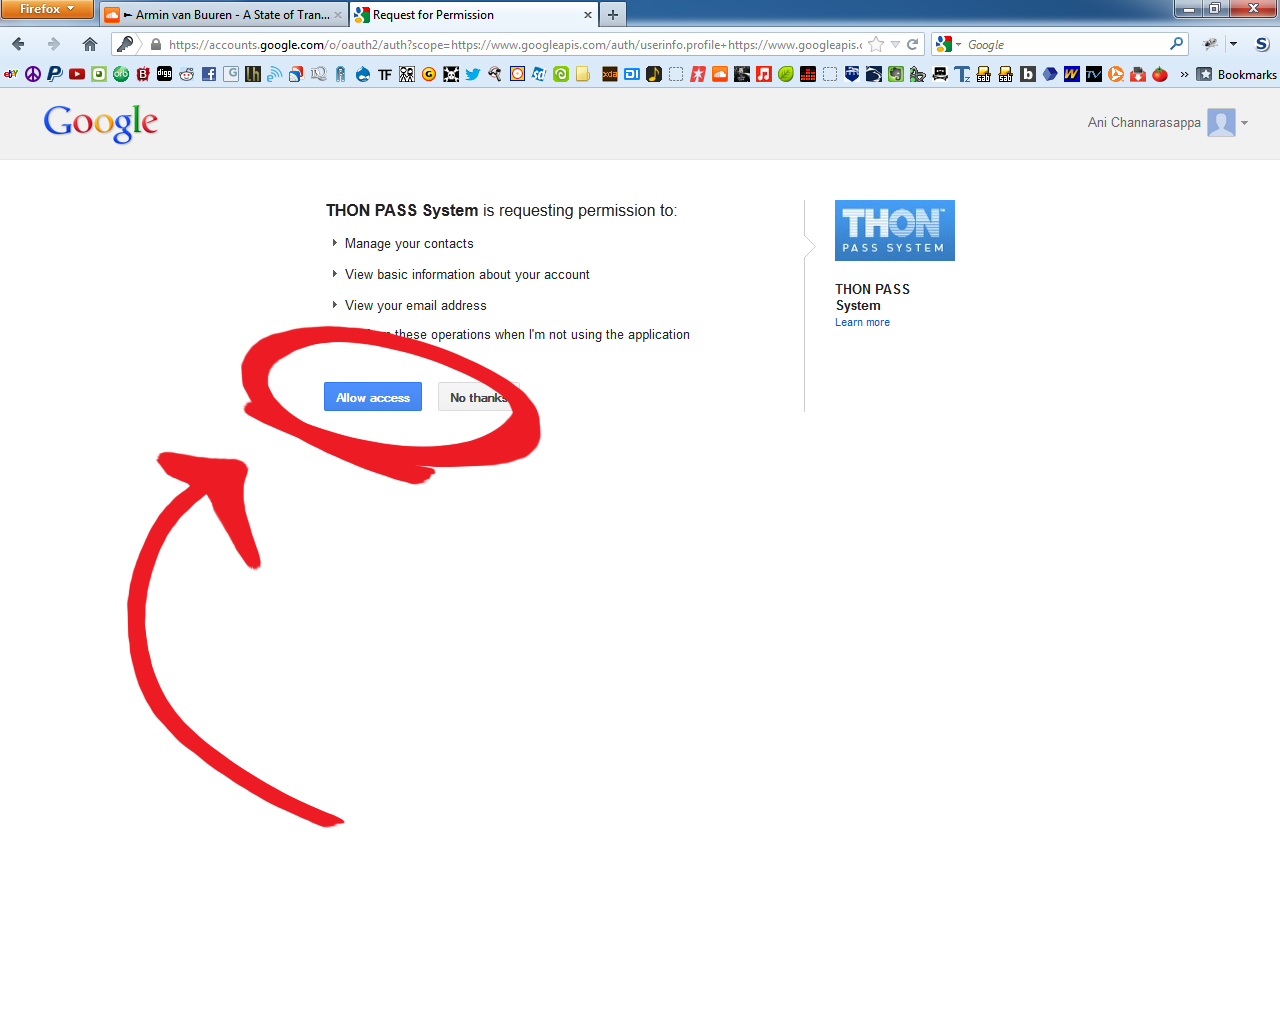 Firefox
► Armin van Buuren - A State of Tran...
Request for Permission
https://accounts.google.com/o/oauth2/auth?scope=https://www.googleapis.com/auth/userinfo.profile+https://www.googleapis.c
Google
Bookmarks
Google
Ani Channarasappa
THON PASS System is requesting permission to:
Manage your contacts
View basic information about your account
View your email address
these operations when I'm not using the application
Allow access
No thanks
THON™
PASS SYSTEM
THON PASS
System
Learn more